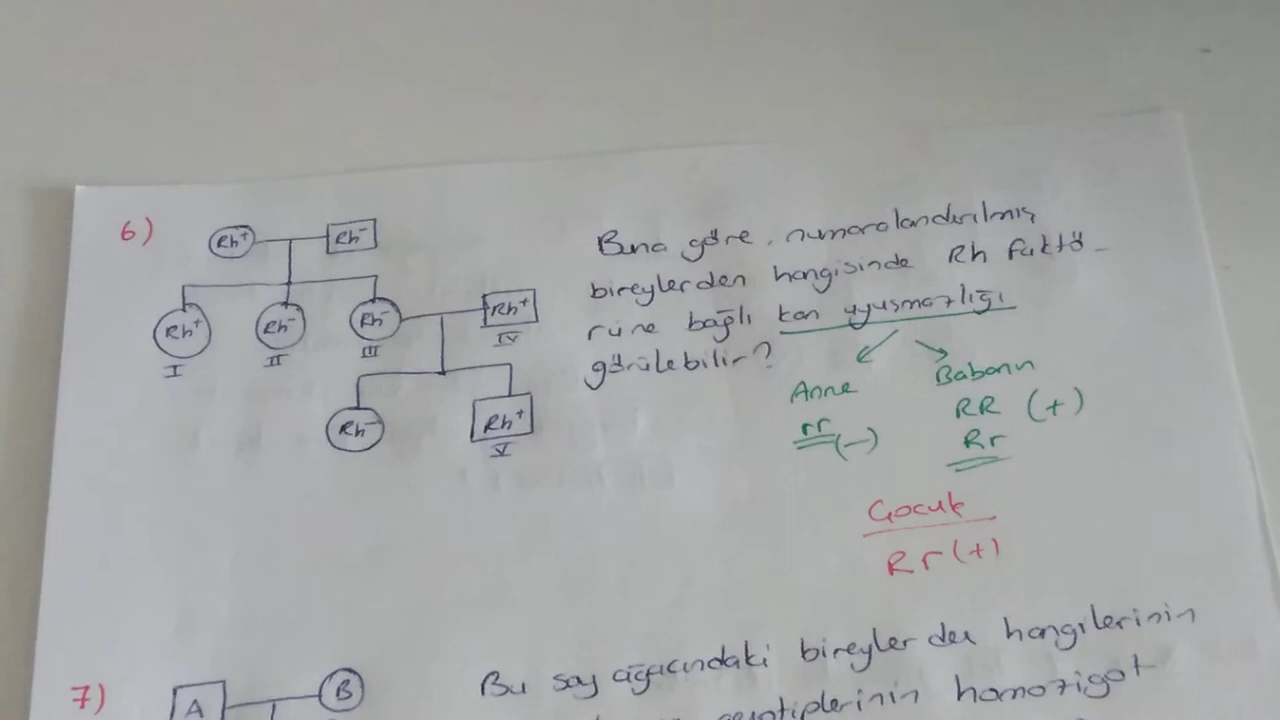 6)
Rh+ Rh-
Rh+ Rh- Rh- Rh+
I II III IV
Rh- Rh+
V
Buna göre, numaralandırılmış
bireylerden hangisinde Rh faktö-
rüne bağlı kan uyuşmazlığı
görülebilir?
Anne Babanın
rr (-) RR (+)
Rr
Çocuk
Rr (+)
7)
A B
Bu soy ağacındaki bireylerden hangilerinin
homozigot